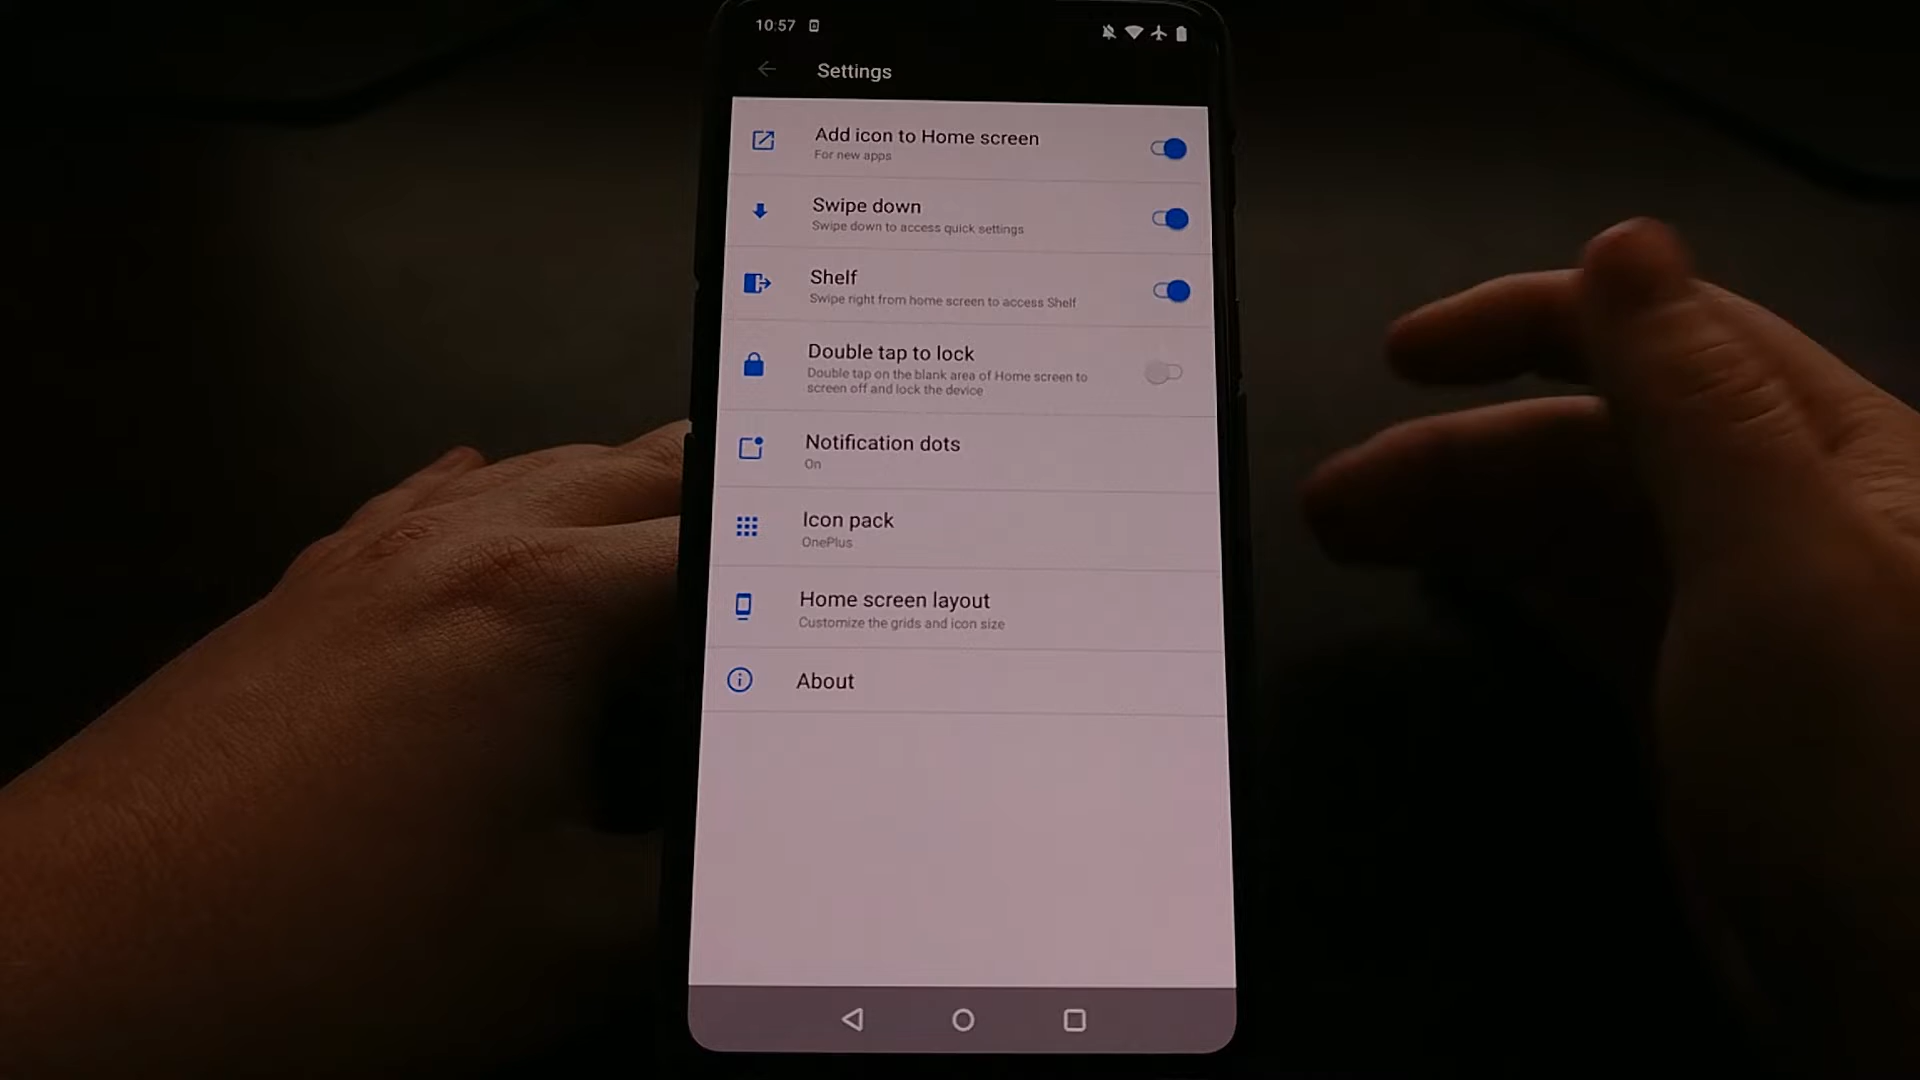 10:57
Settings
Add icon to Home screen
For new apps
Swipe down
Swipe down to access quick settings
Shelf
Swipe right from home screen to access Shelf
Double tap to lock
Double tap on the blank area of Home screen to
screen off and lock the device
Notification dots
On
Icon pack
OnePlus
Home screen layout
Customize the grids and icon size
About